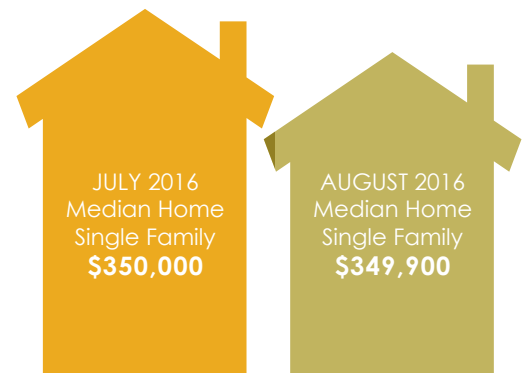 JULY 2016
Median Home
Single Family
$350,000
AUGUST 2016
Median Home
Single Family
$349,900